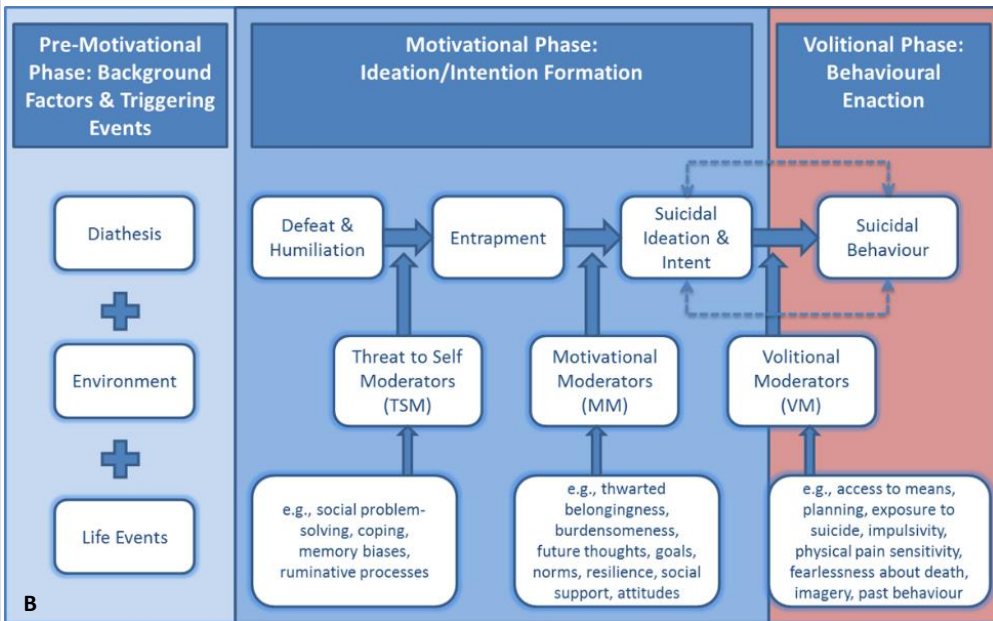 Pre-Motivational
Phase: Background
Factors & Triggering
Events
Motivational Phase:
Ideation/Intention Formation
Volitional Phase:
Behavioural
Enaction
Diathesis
Environment
Life Events
Defeat &
Humiliation
Entrapment
Suicidal
Ideation &
Intent
Suicidal
Behaviour
Threat to Self
Moderators
(TSM)
Motivational
Moderators
(MM)
Volitional
Moderators
(VM)
e.g., social problem-
solving, coping,
memory biases,
ruminative processes
e.g., thwarted
belongingness,
burdensomeness,
future thoughts, goals,
norms, resilience, social
support, attitudes
e.g., access to means,
planning, exposure to
suicide, impulsivity,
physical pain sensitivity,
fearlessness about death,
imagery, past behaviour
B